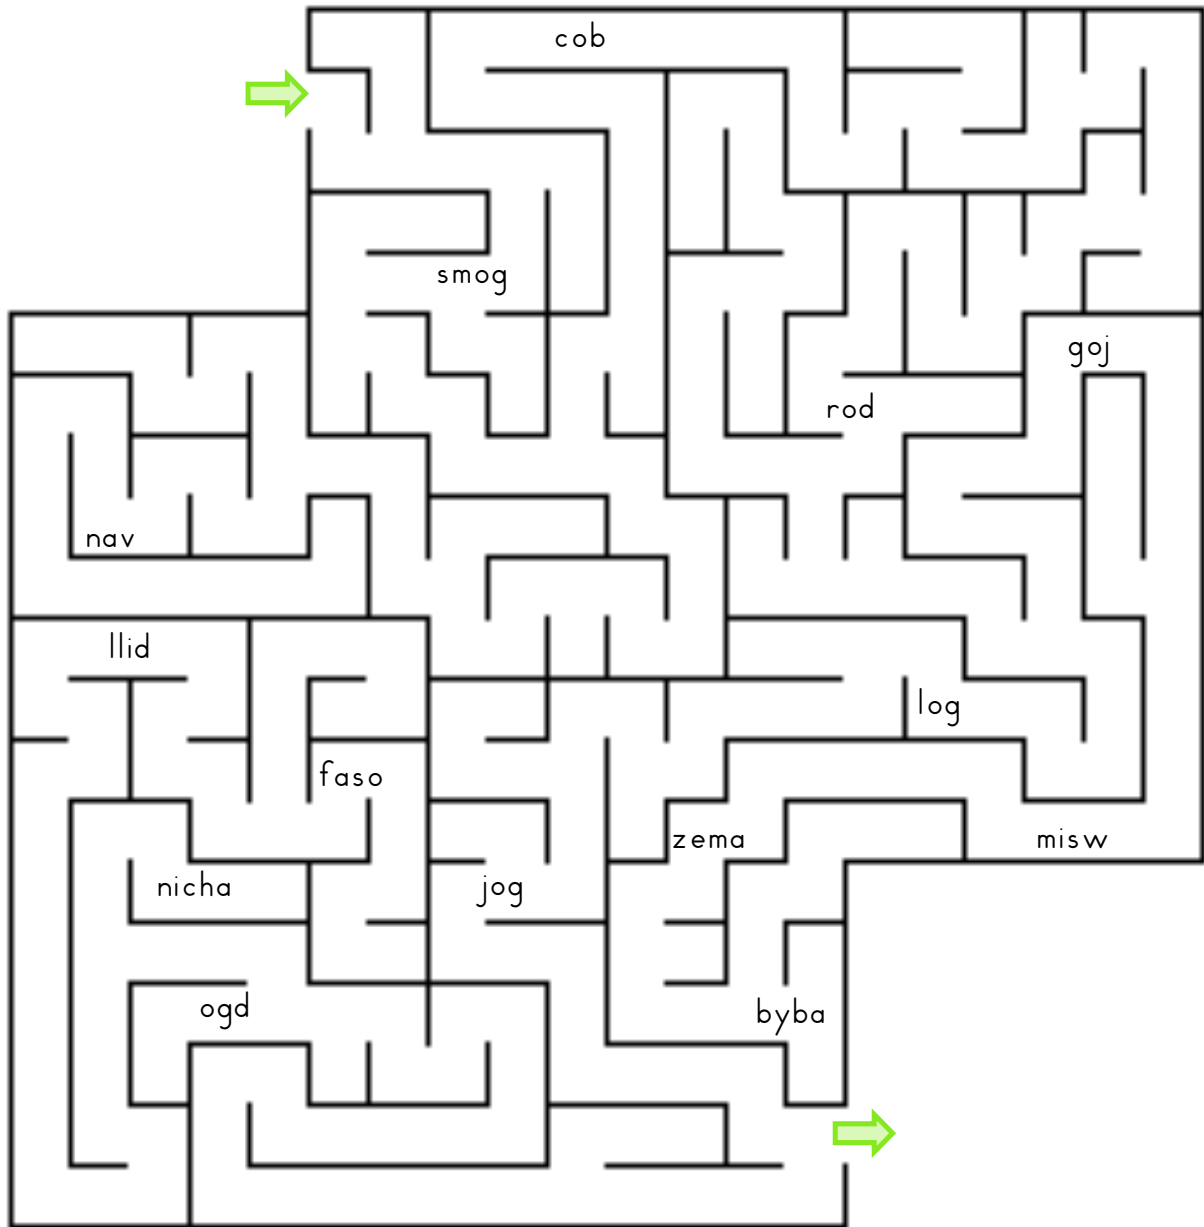 cob
smog
goj
rod
nav
llid
log
faso
zema
misw
nicha
jog
ogd
byba